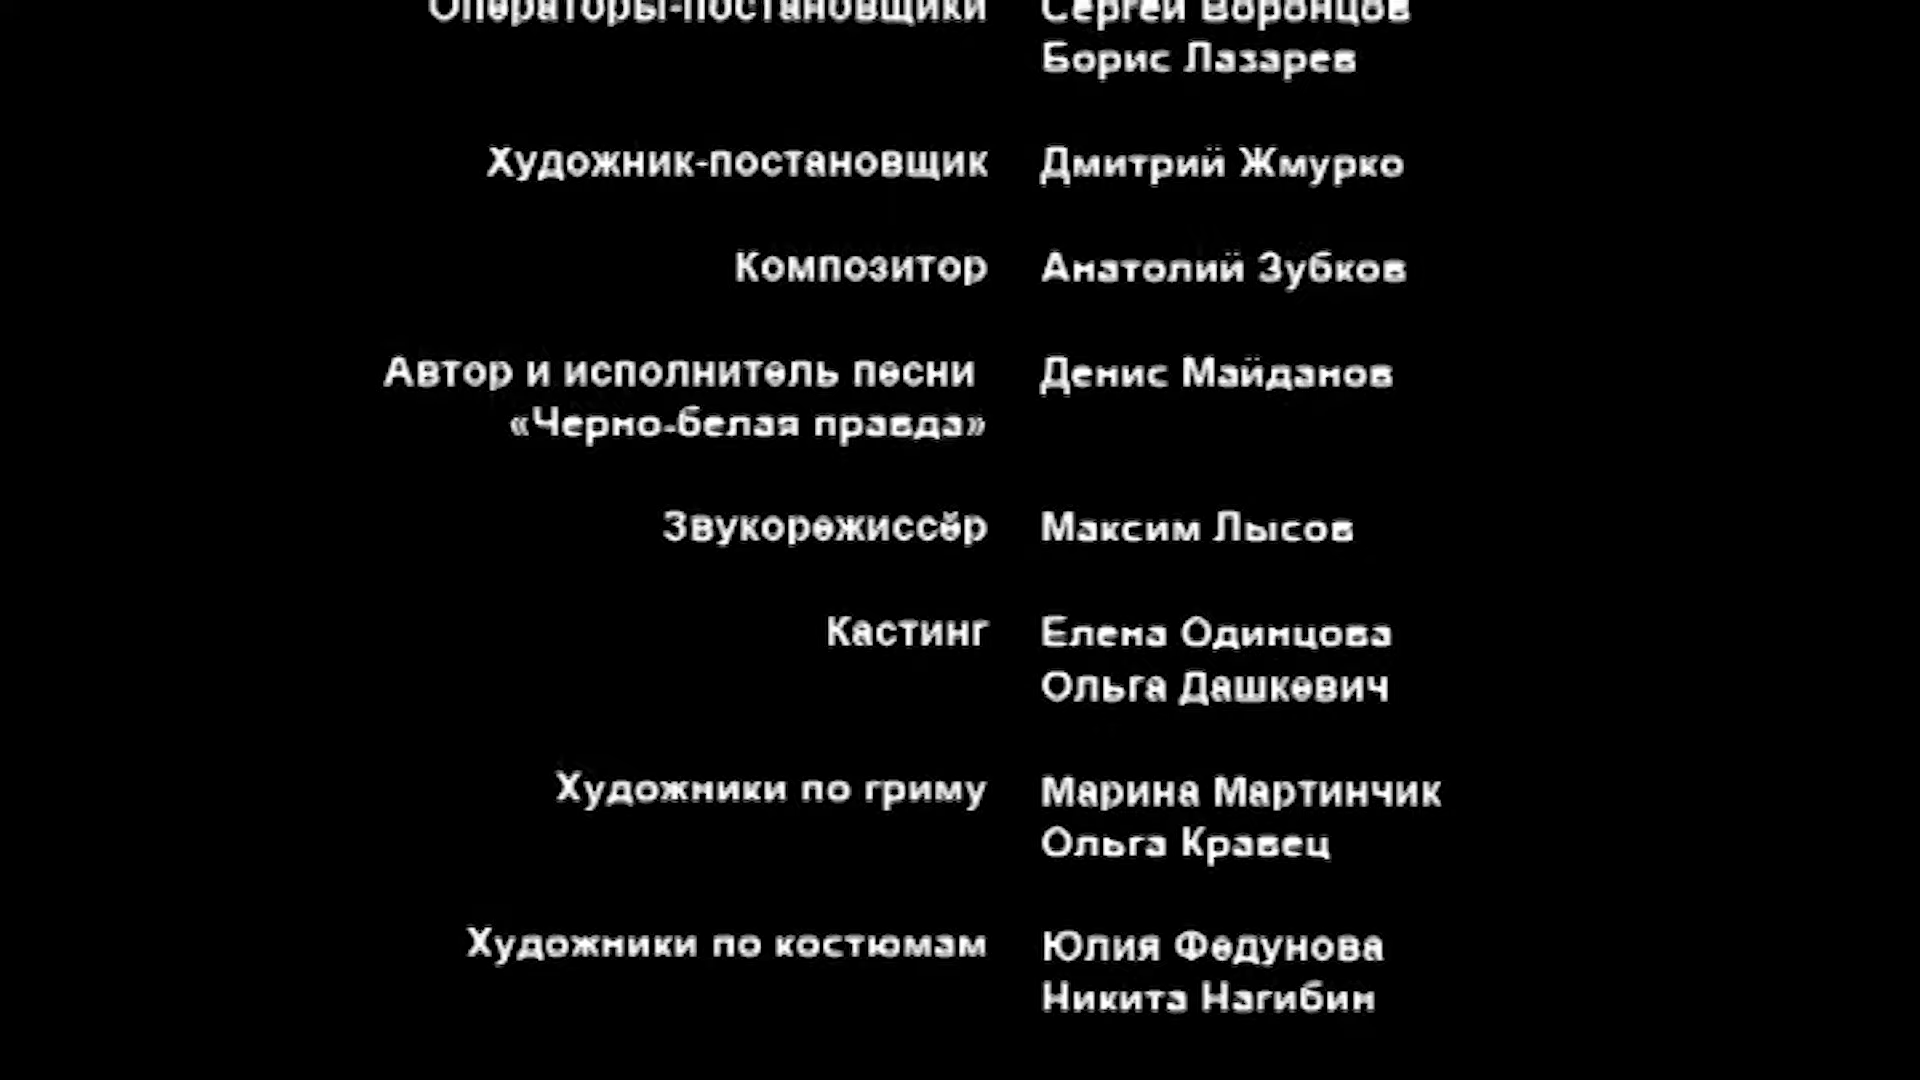 Операторы-постановщики Сергей Воронцов
Борис Лазарев
Художник-постановщик Дмитрий Жмурко
Композитор Анатолий Зубков
Автор и исполнитель песни Денис Майданов
«Черно-белая правда»
Звукорежиссёр Максим Лысов
Кастинг Елена Одинцова
Ольга Дашкевич
Художники по гриму Марина Мартинчик
Ольга Кравец
Художники по костюмам Юлия Федунова
Никита Нагибин